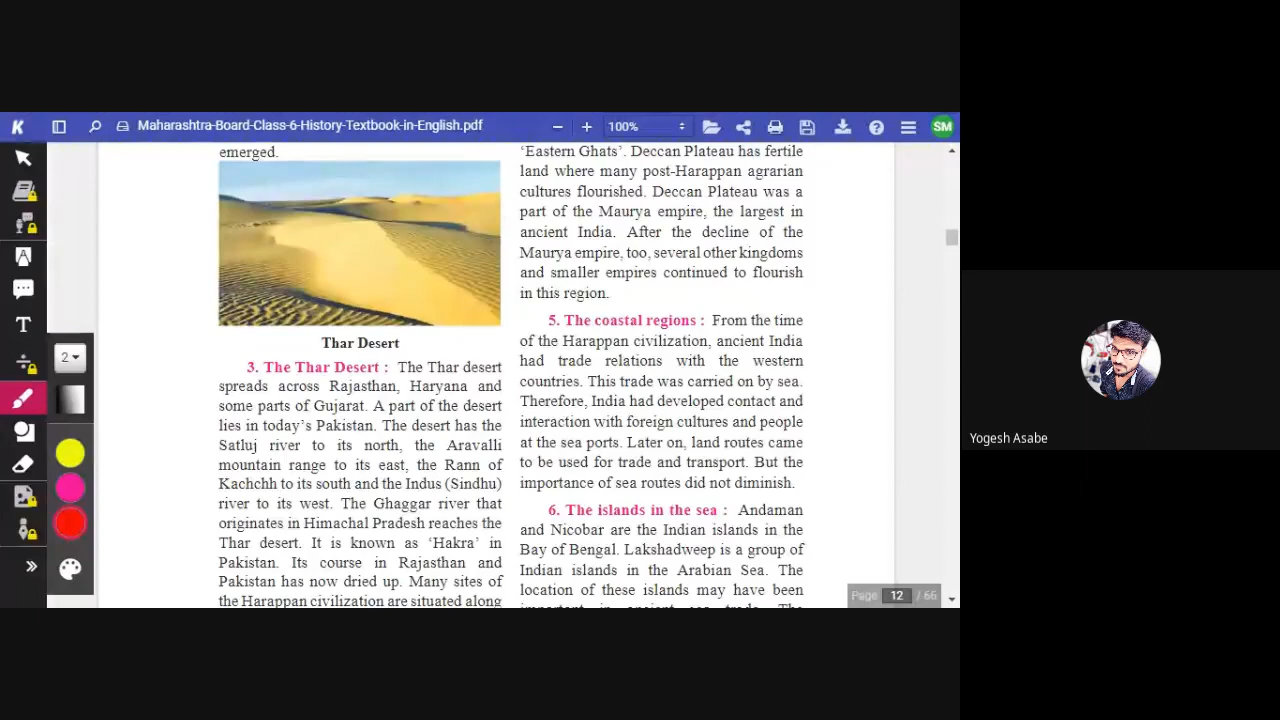 K
Maharashtra-Board-Class-6-History-Textbook-in-English.pdf
100%
SM
emerged.
Thar Desert
3. The Thar Desert : The Thar desert
spreads across Rajasthan, Haryana and
some parts of Gujarat. A part of the desert
lies in today’s Pakistan. The desert has the
Satluj river to its north, the Aravalli
mountain range to its east, the Rann of
Kachchh to its south and the Indus (Sindhu)
river to its west. The Ghaggar river that
originates in Himachal Pradesh reaches the
Thar desert. It is known as ‘Hakra’ in
Pakistan. Its course in Rajasthan and
Pakistan has now dried up. Many sites of
the Harappan civilization are situated along
‘Eastern Ghats’. Deccan Plateau has fertile
land where many post-Harappan agrarian
cultures flourished. Deccan Plateau was a
part of the Maurya empire, the largest in
ancient India. After the decline of the
Maurya empire, too, several other kingdoms
and smaller empires continued to flourish
in this region.
5. The coastal regions : From the time
of the Harappan civilization, ancient India
had trade relations with the western
countries. This trade was carried on by sea.
Therefore, India had developed contact and
interaction with foreign cultures and people
at the sea ports. Later on, land routes came
to be used for trade and transport. But the
importance of sea routes did not diminish.
6. The islands in the sea : Andaman
and Nicobar are the Indian islands in the
Bay of Bengal. Lakshadweep is a group of
Indian islands in the Arabian Sea. The
location of these islands may have been
important in ancient sea trade. The
2
Page 12 / 66
Yogesh Asabe